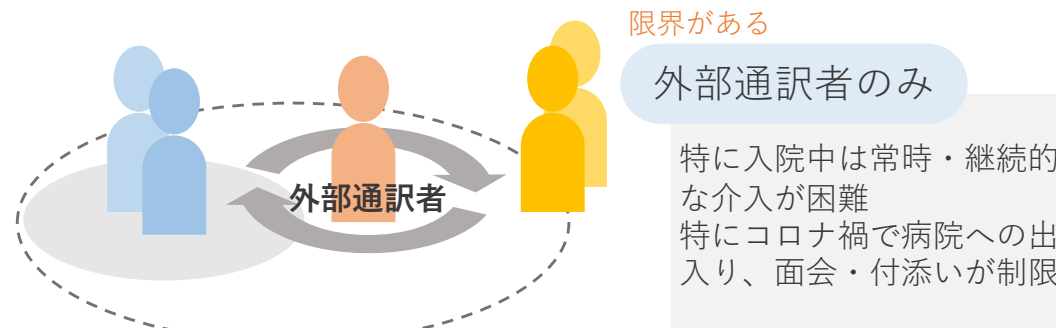 限界がある
外部通訳者のみ
外部通訳者
特に入院中は常時・継続的
な介入が困難
特にコロナ禍で病院への出
入り、面会・付添いが制限